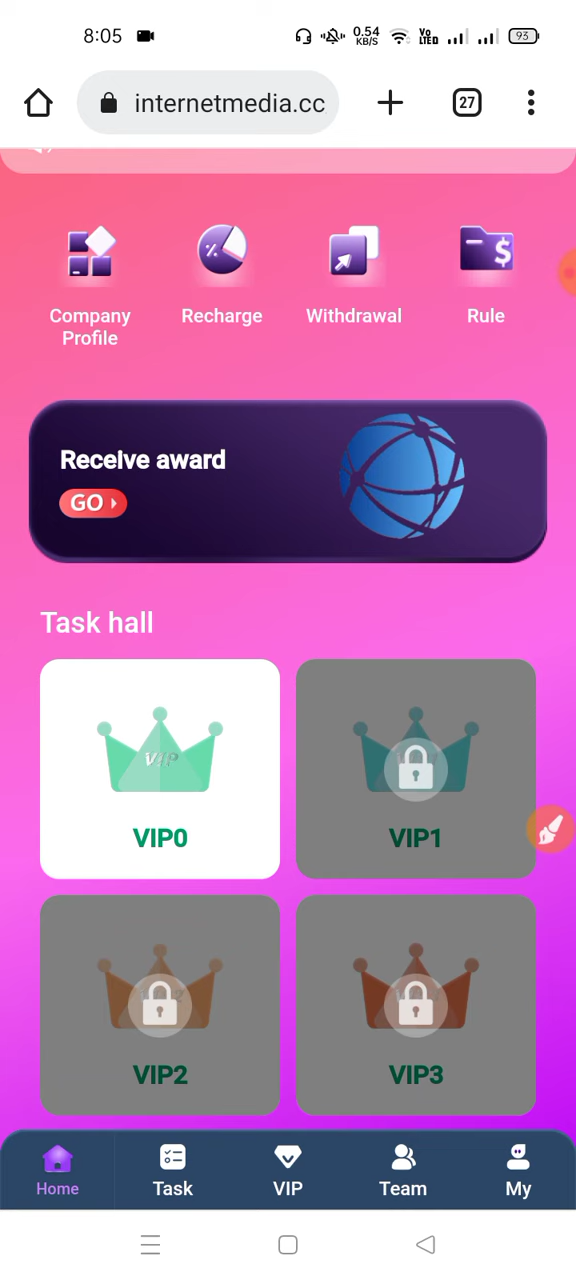 8:05
0.54
KB/S
Vo
LTED
93
internetmedia.cc
27
Company
Profile
Recharge
Withdrawal
Rule
Receive award
GO
Task hall
VIP
VIP0
VIP1
VIP2
VIP3
Home
Task
VIP
Team
My